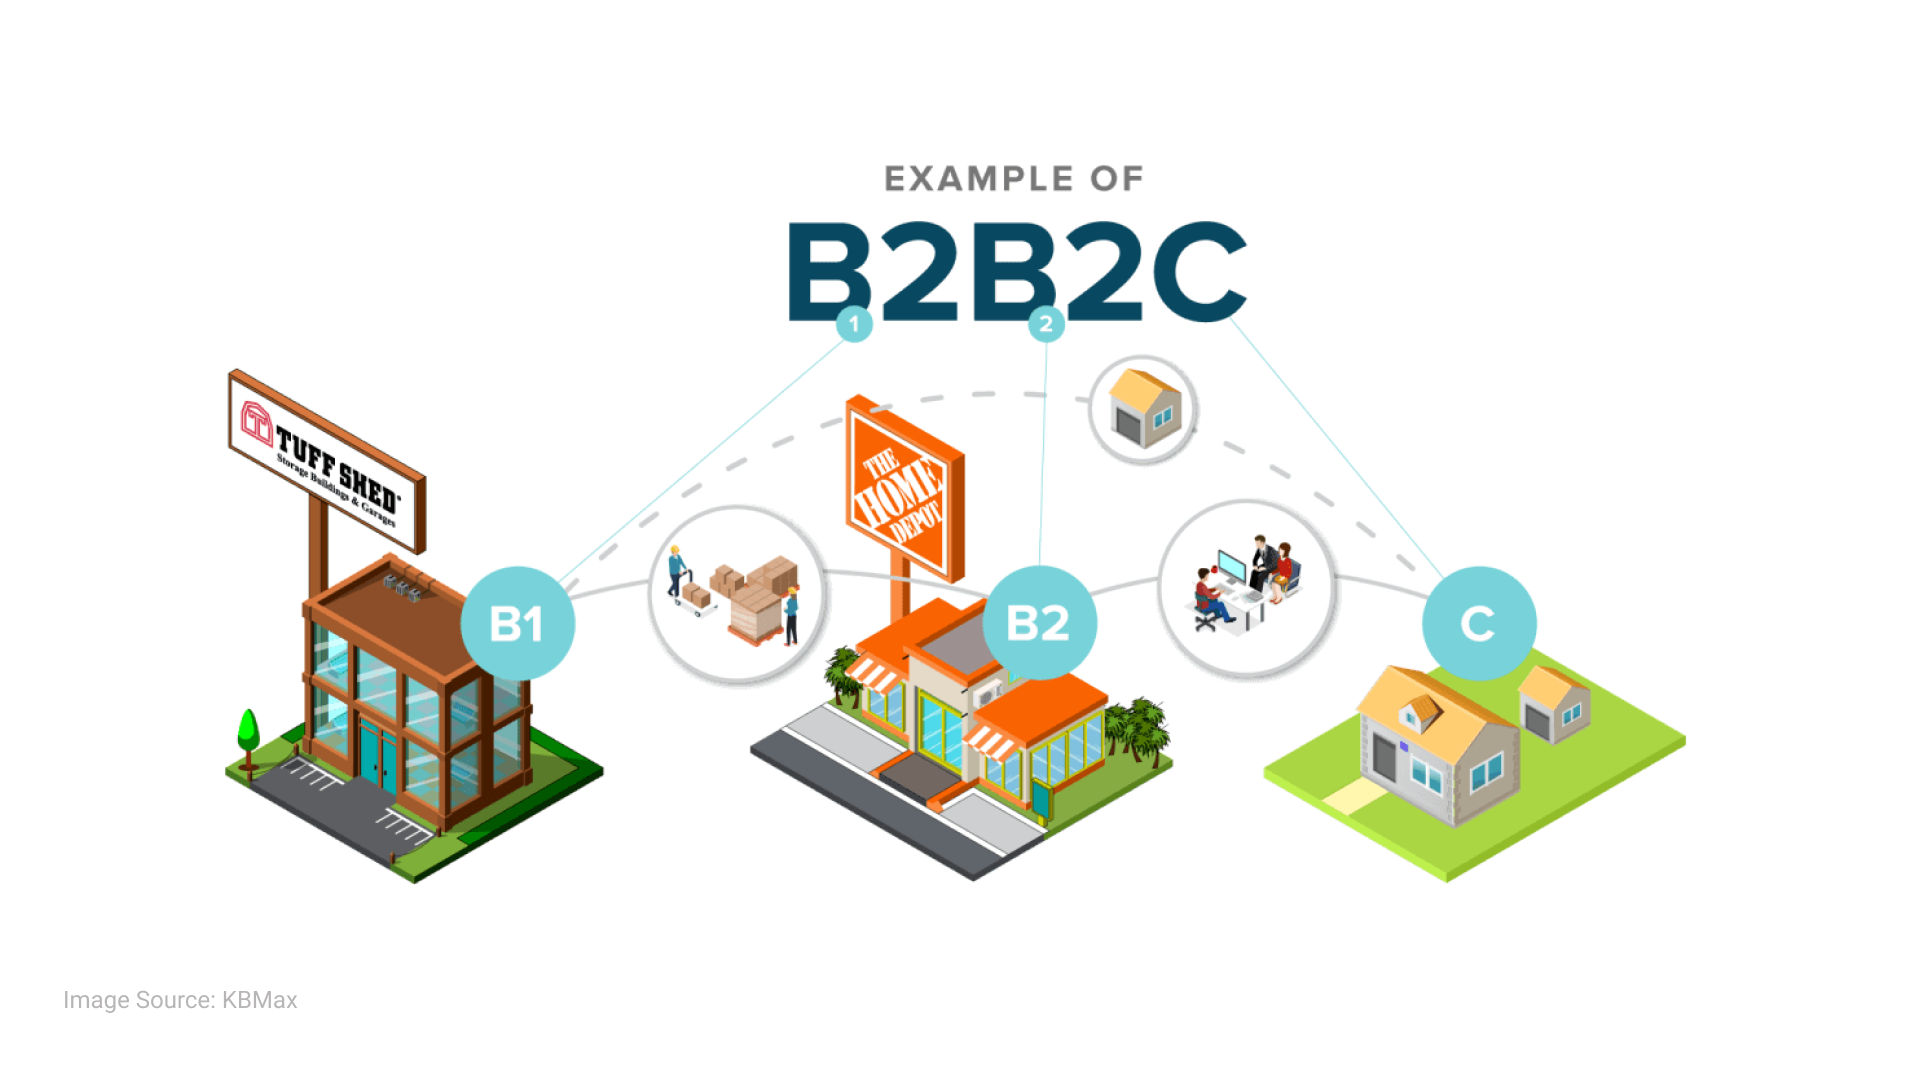 EXAMPLE OF
B2B2C
1
2
TUFF SHED
Storage Buildings & Garages
THE
HOME
DEPOT
B1
B2
C
Image Source: KBMax